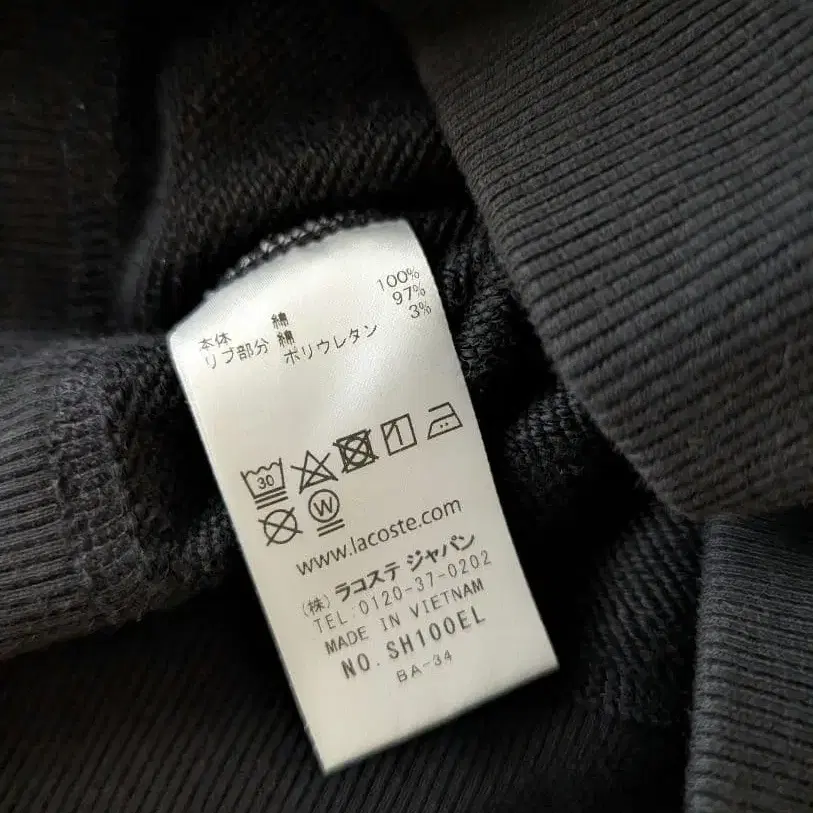 本体 綿 100%
リブ部分 綿 97%
ポリウレタン 3%
30
W
www.lacoste.com
(株) ラコステ ジャパン
TEL:0120-37-0202
MADE IN VIETNAM
NO. SH100EL
BA-34